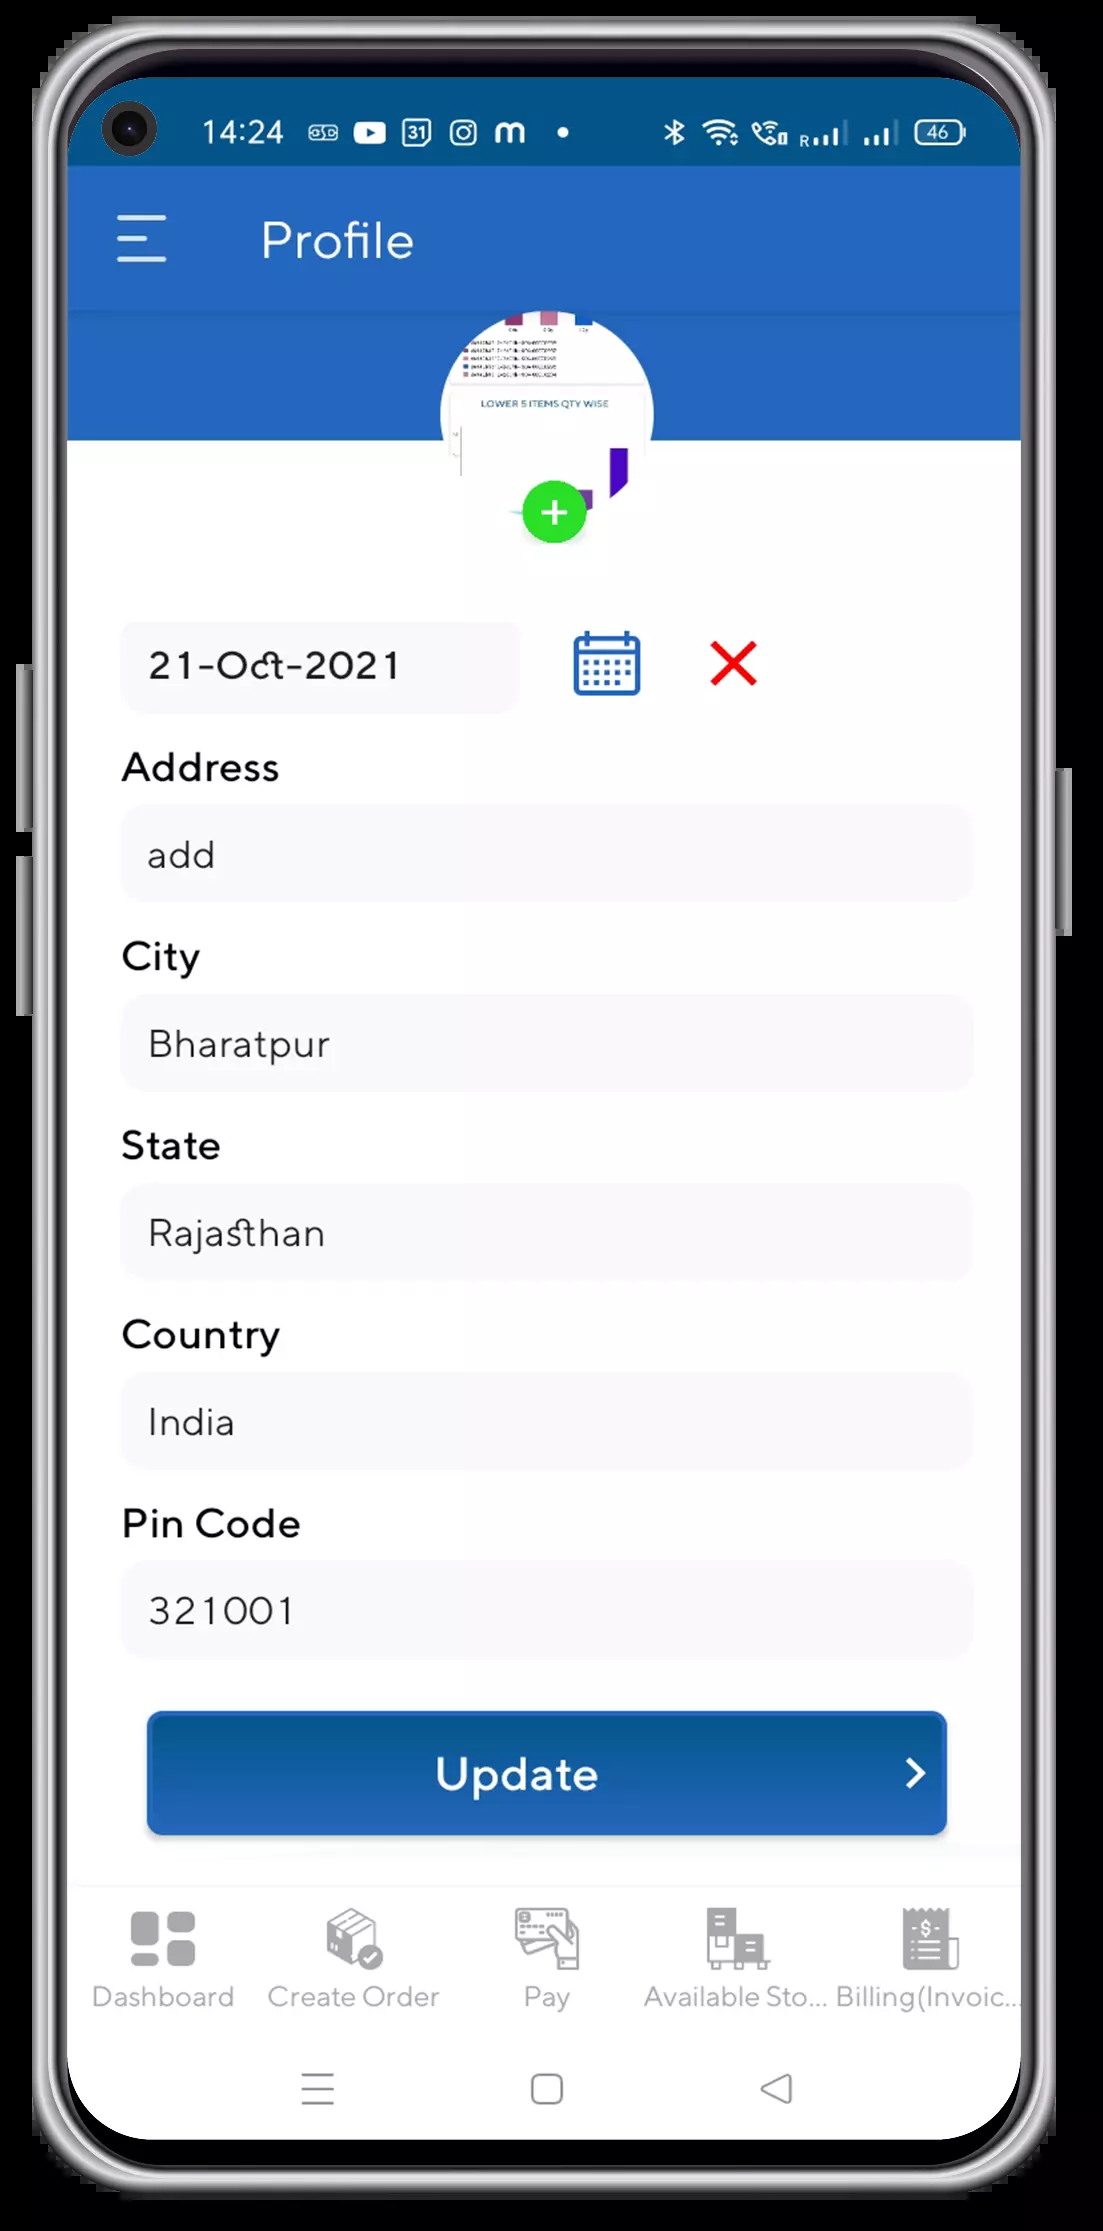 14:24
31
R
46
Profile
LOWER 5 ITEMS QTY WISE
21-Oct-2021
Address
add
City
Bharatpur
State
Rajasthan
Country
India
Pin Code
321001
Update
Dashboard
Create Order
Pay
Available Sto...
Billing(Invoic...